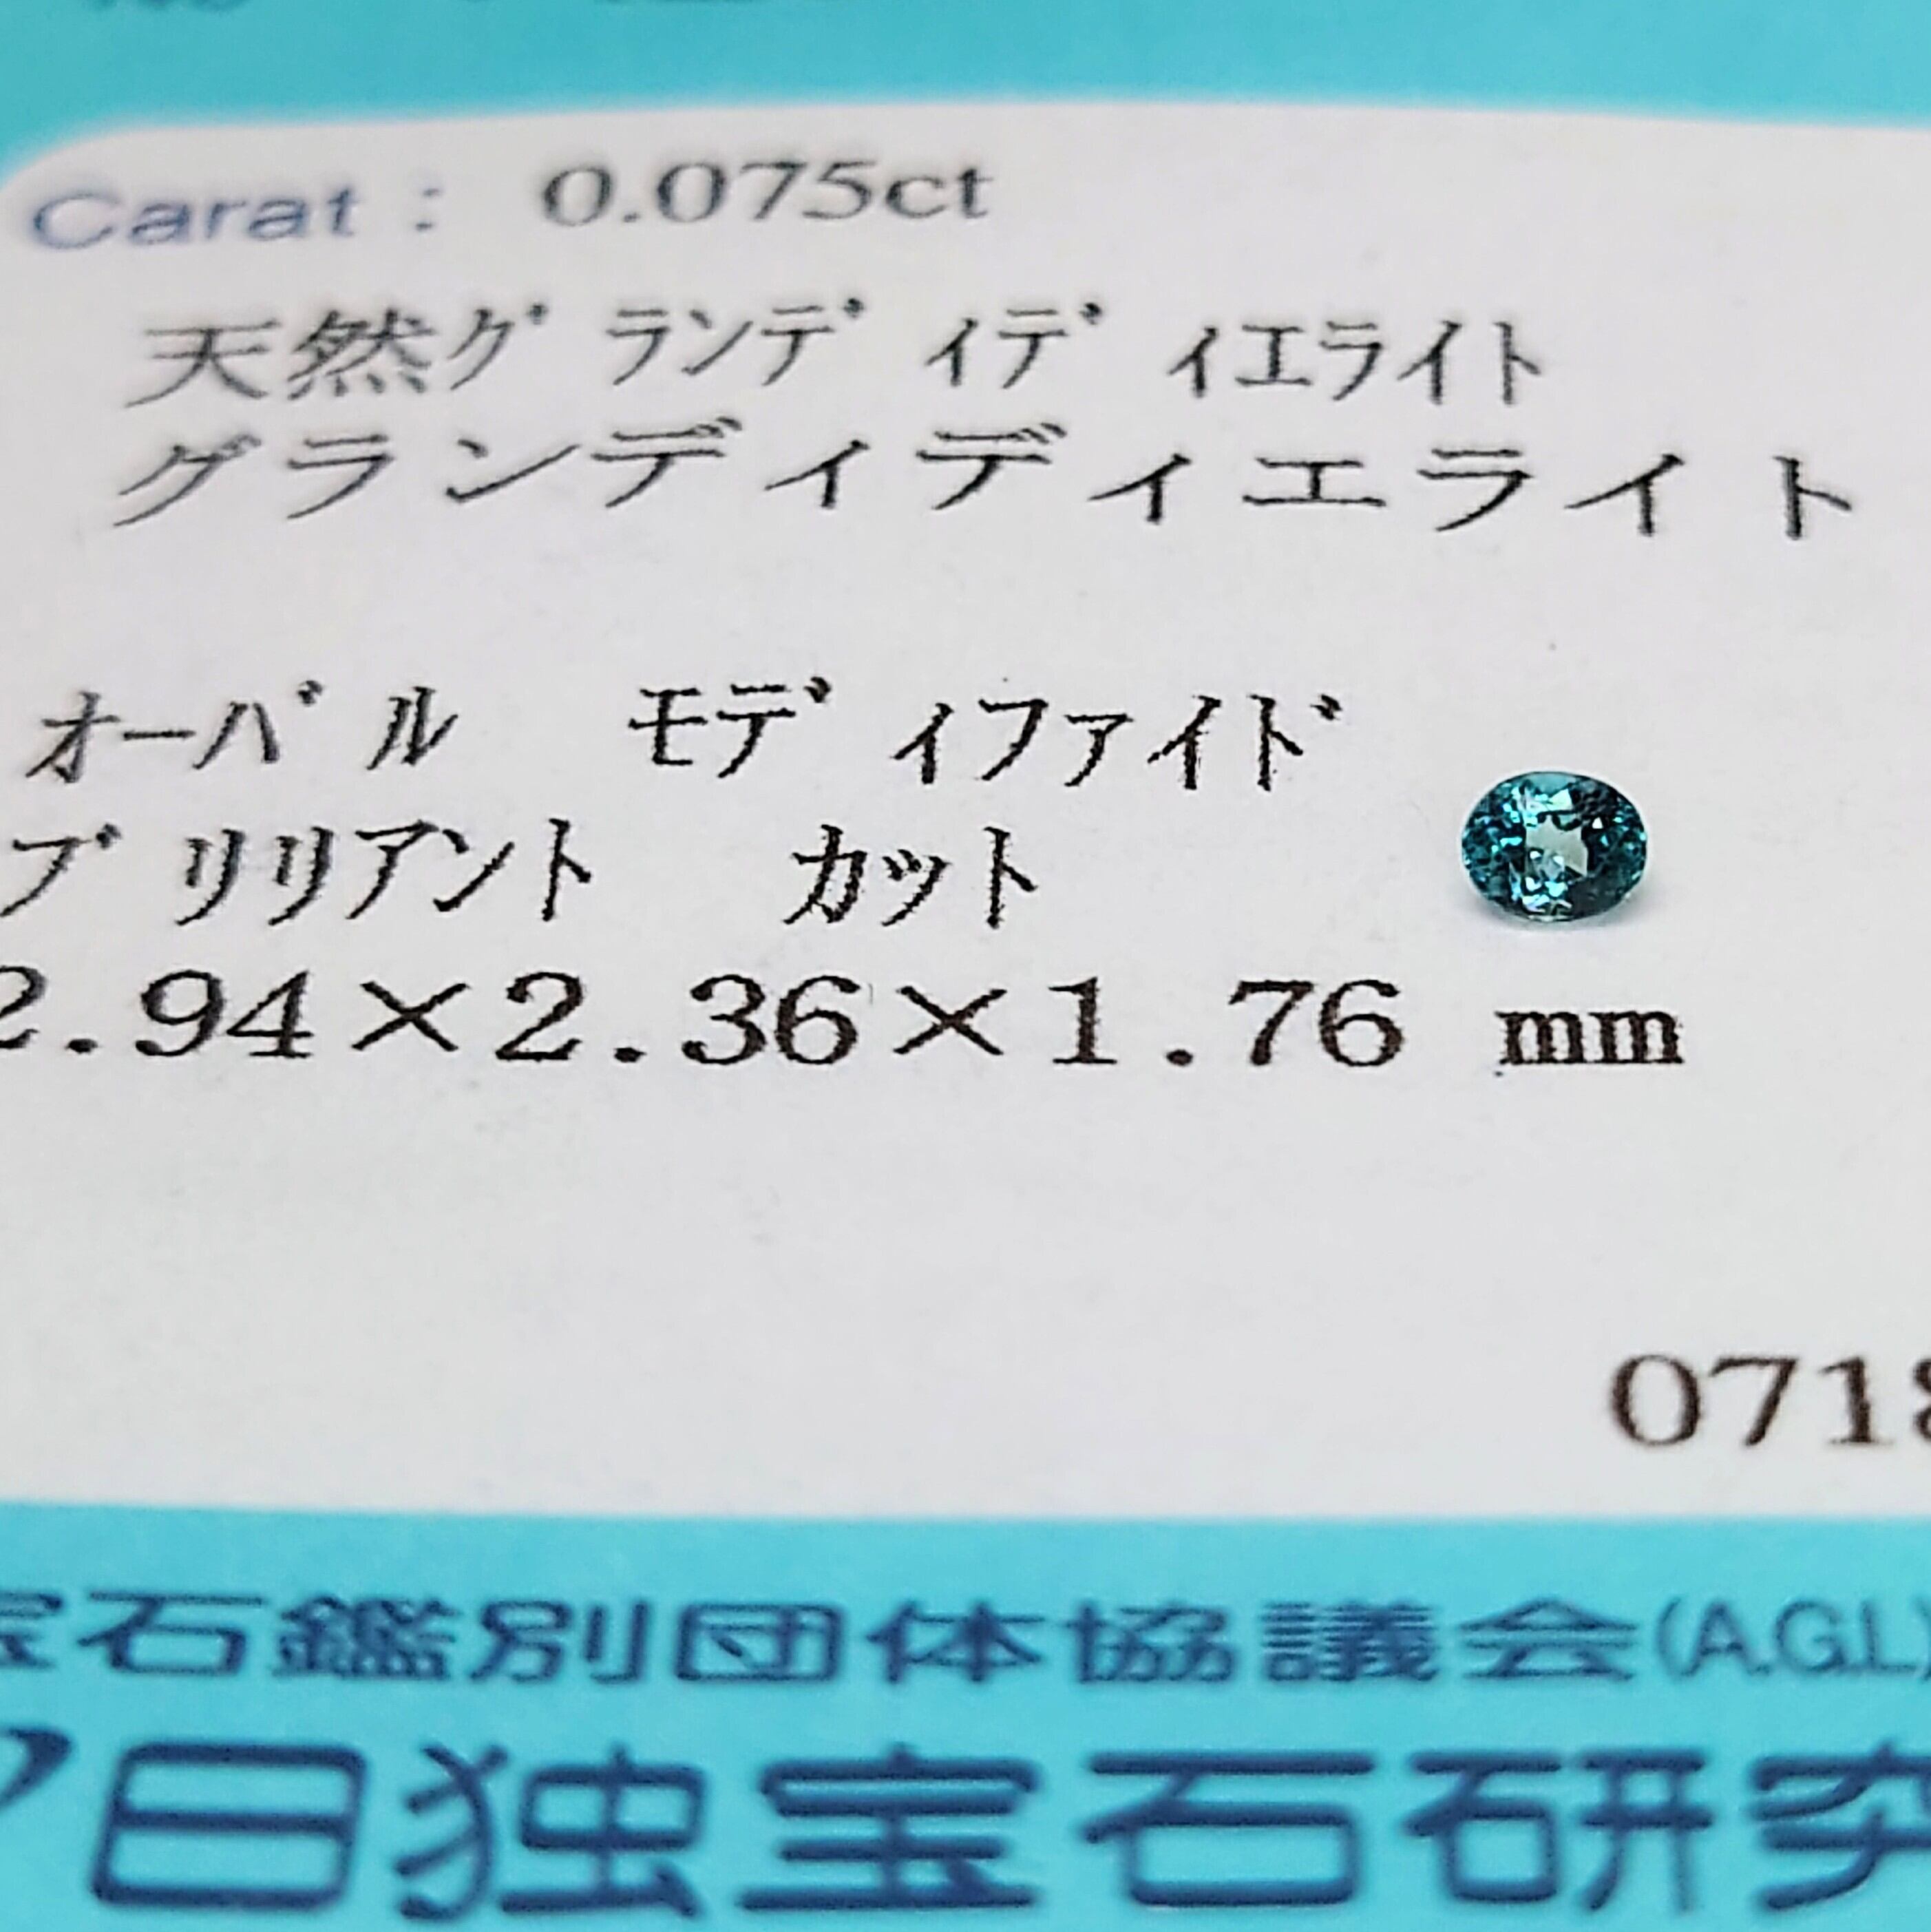 Carat : 0.075ct
天然ｸﾞﾗﾝﾃﾞｨﾃﾞｨｴﾗｲﾄ
グランディディエライト
ｵｰﾊﾞﾙ ﾓﾃﾞｨﾌｧｲﾄﾞ
ﾌﾞﾘﾘｱﾝﾄ ｶｯﾄ
2.94×2.36×1.76 mm
0718
宝石鑑別団体協議会(A.G.L)
日独宝石研究